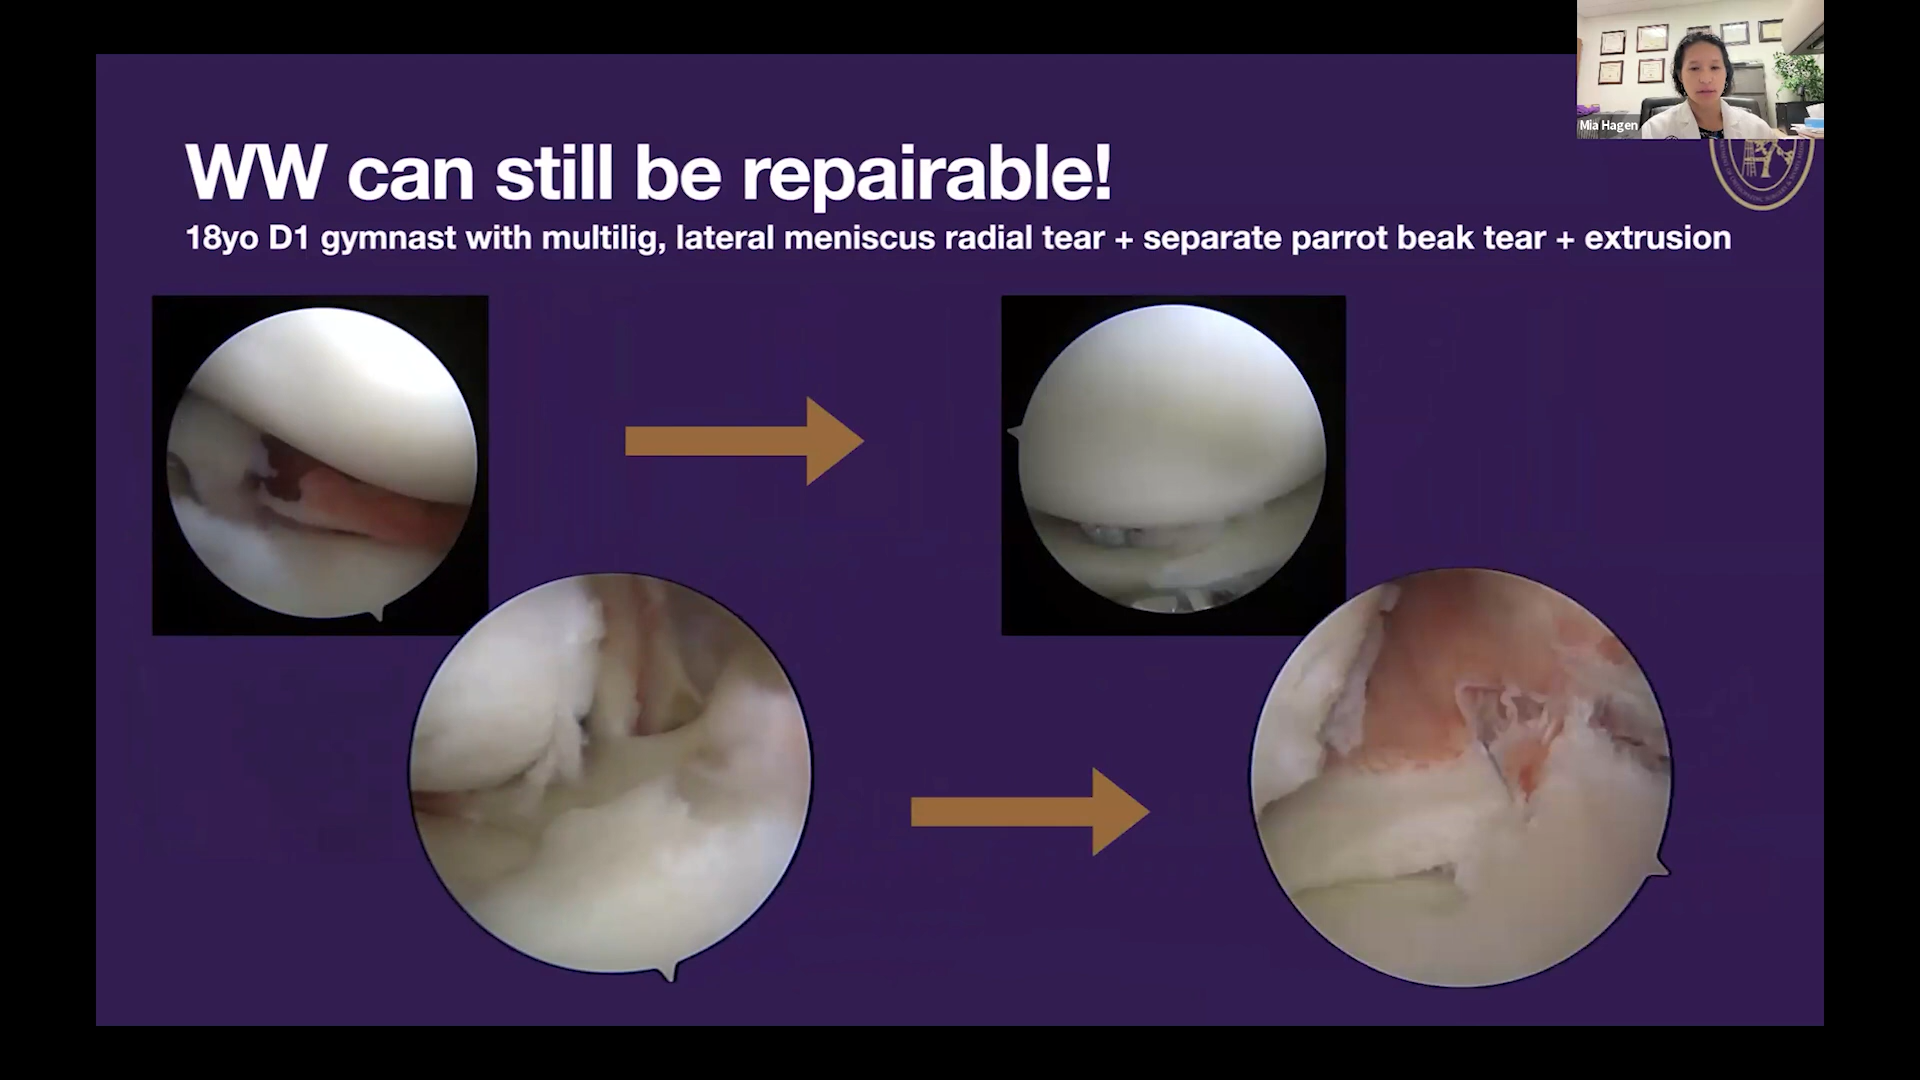 WW can still be repairable!
18yo D1 gymnast with multilig, lateral meniscus radial tear + separate parrot beak tear + extrusion
Mia Hagen